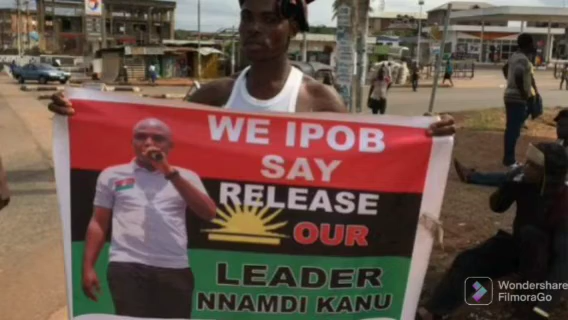 WE IPOB
SAY
RELEASE
OUR
LEADER
NNAMDI KANU
Wondershare
FilmoraGo